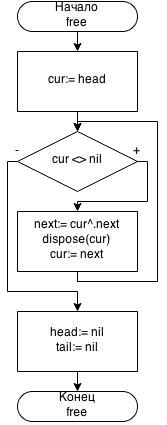 Начало
free
cur:= head
- +
cur <> nil
next:= cur^.next
dispose(cur)
cur:= next
head:= nil
tail:= nil
Конец
free